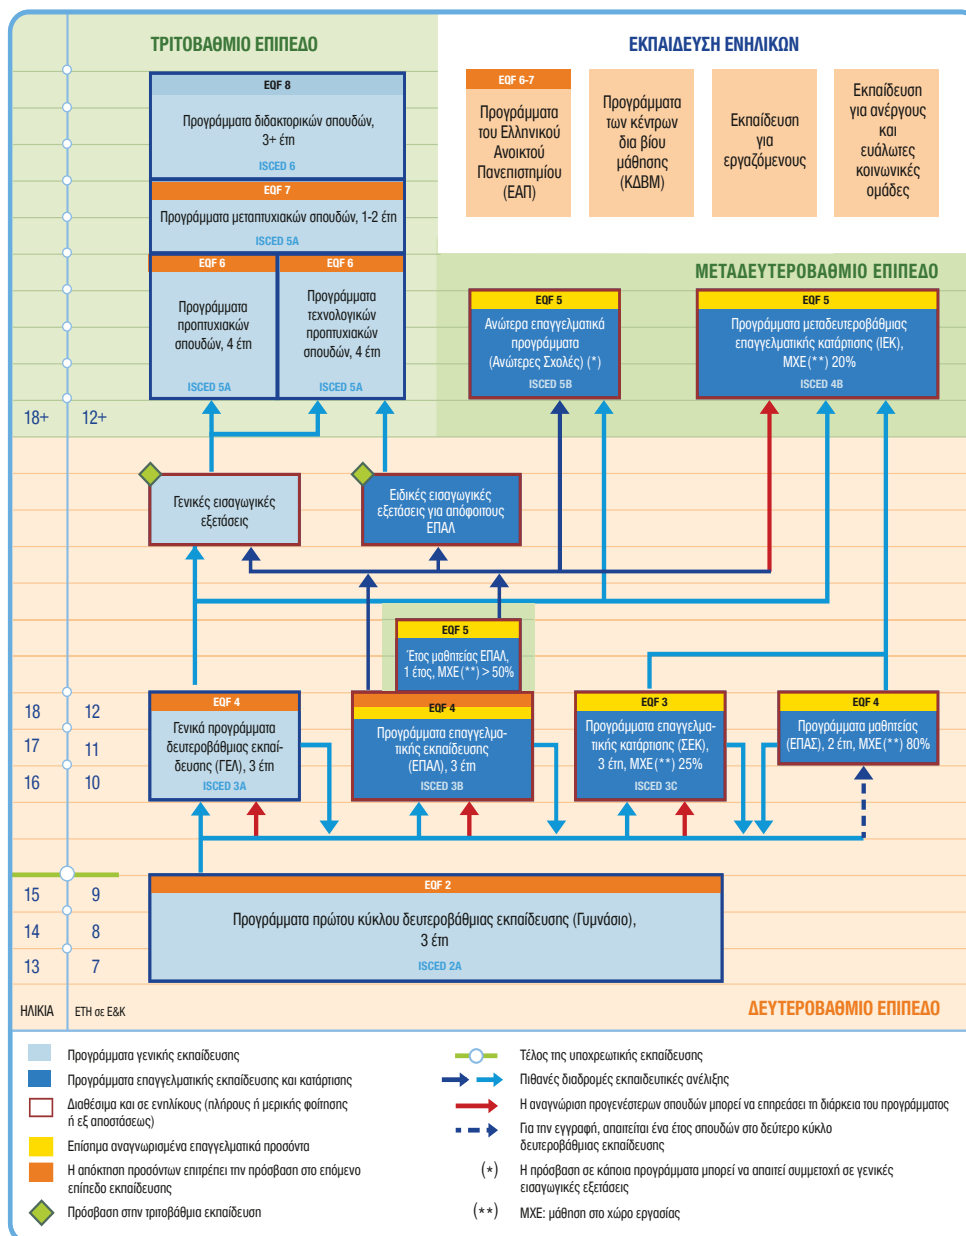 ΤΡΙΤΟΒΑΘΜΙΟ ΕΠΙΠΕΔΟ
ΕΚΠΑΙΔΕΥΣΗ ΕΝΗΛΙΚΩΝ
EQF 8
Προγράμματα διδακτορικών σπουδών,
3+ έτη
ISCED 6
EQF 7
Προγράμματα μεταπτυχιακών σπουδών, 1-2 έτη
ISCED 5A
EQF 6
Προγράμματα
προπτυχιακών
σπουδών, 4 έτη
ISCED 5A
EQF 6
Προγράμματα
τεχνολογικών
προπτυχιακών
σπουδών, 4 έτη
ISCED 5A
EQF 6-7
Προγράμματα
του Ελληνικού
Ανοικτού
Πανεπιστημίου
(ΕΑΠ)
Προγράμματα
των κέντρων
δια βίου
μάθησης
(ΚΔΒΜ)
Εκπαίδευση
για
εργαζόμενους
Εκπαίδευση
για ανέργους
και
ευάλωτες
κοινωνικές
ομάδες
ΜΕΤΑΔΕΥΤΕΡΟΒΑΘΜΙΟ ΕΠΙΠΕΔΟ
EQF 5
Ανώτερα επαγγελματικά
προγράμματα
(Ανώτερες Σχολές) (*)
ISCED 5B
EQF 5
Προγράμματα μεταδευτεροβάθμιας
επαγγελματικής κατάρτισης (ΙΕΚ),
ΜΧΕ(**) 20%
ISCED 4B
18+ 12+
Γενικές εισαγωγικές
εξετάσεις
Ειδικές εισαγωγικές
εξετάσεις για απόφοιτους
ΕΠΑΛ
EQF 5
Έτος μαθητείας ΕΠΑΛ,
1 έτος, ΜΧΕ(**) > 50%
18 12
17 11
16 10
EQF 4
Γενικά προγράμματα
δευτεροβάθμιας εκπαί-
δευσης (ΓΕΛ), 3 έτη
ISCED 3A
EQF 4
Προγράμματα επαγγελμα-
τικής εκπαίδευσης
(ΕΠΑΛ), 3 έτη
ISCED 3B
EQF 3
Προγράμματα επαγγελμα-
τικής κατάρτισης (ΣΕΚ),
3 έτη, ΜΧΕ(**) 25%
ISCED 3C
EQF 4
Προγράμματα μαθητείας
(ΕΠΑΣ), 2 έτη, ΜΧΕ(**) 80%
15 9
14 8
13 7
EQF 2
Προγράμματα πρώτου κύκλου δευτεροβάθμιας εκπαίδευσης (Γυμνάσιο),
3 έτη
ISCED 2A
ΗΛΙΚΙΑ ΕΤΗ σε Ε&Κ
ΔΕΥΤΕΡΟΒΑΘΜΙΟ ΕΠΙΠΕΔΟ
Προγράμματα γενικής εκπαίδευσης
Προγράμματα επαγγελματικής εκπαίδευσης και κατάρτισης
Διαθέσιμα και σε ενηλίκους (πλήρους ή μερικής φοίτησης
ή εξ αποστάσεως)
Επίσημα αναγνωρισμένα επαγγελματικά προσόντα
Η απόκτηση προσόντων επιτρέπει την πρόσβαση στο επόμενο
επίπεδο εκπαίδευσης
Πρόσβαση στην τριτοβάθμια εκπαίδευση
Τέλος της υποχρεωτικής εκπαίδευσης
Πιθανές διαδρομές εκπαιδευτικής ανέλιξης
Η αναγνώριση προγενέστερων σπουδών μπορεί να επηρεάσει τη διάρκεια του προγράμματος
Για την εγγραφή, απαιτείται ένα έτος σπουδών στο δεύτερο κύκλο
δευτεροβάθμιας εκπαίδευσης
(*) Η πρόσβαση σε κάποια προγράμματα μπορεί να απαιτεί συμμετοχή σε γενικές
εισαγωγικές εξετάσεις
(**) ΜΧΕ: μάθηση στο χώρο εργασίας